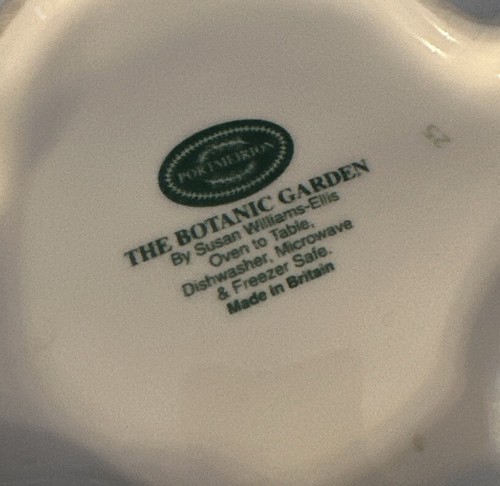 PORTMEIRION
THE BOTANIC GARDEN
By Susan Williams-Ellis
Oven to Table,
Dishwasher, Microwave
& Freezer Safe.
Made in Britain